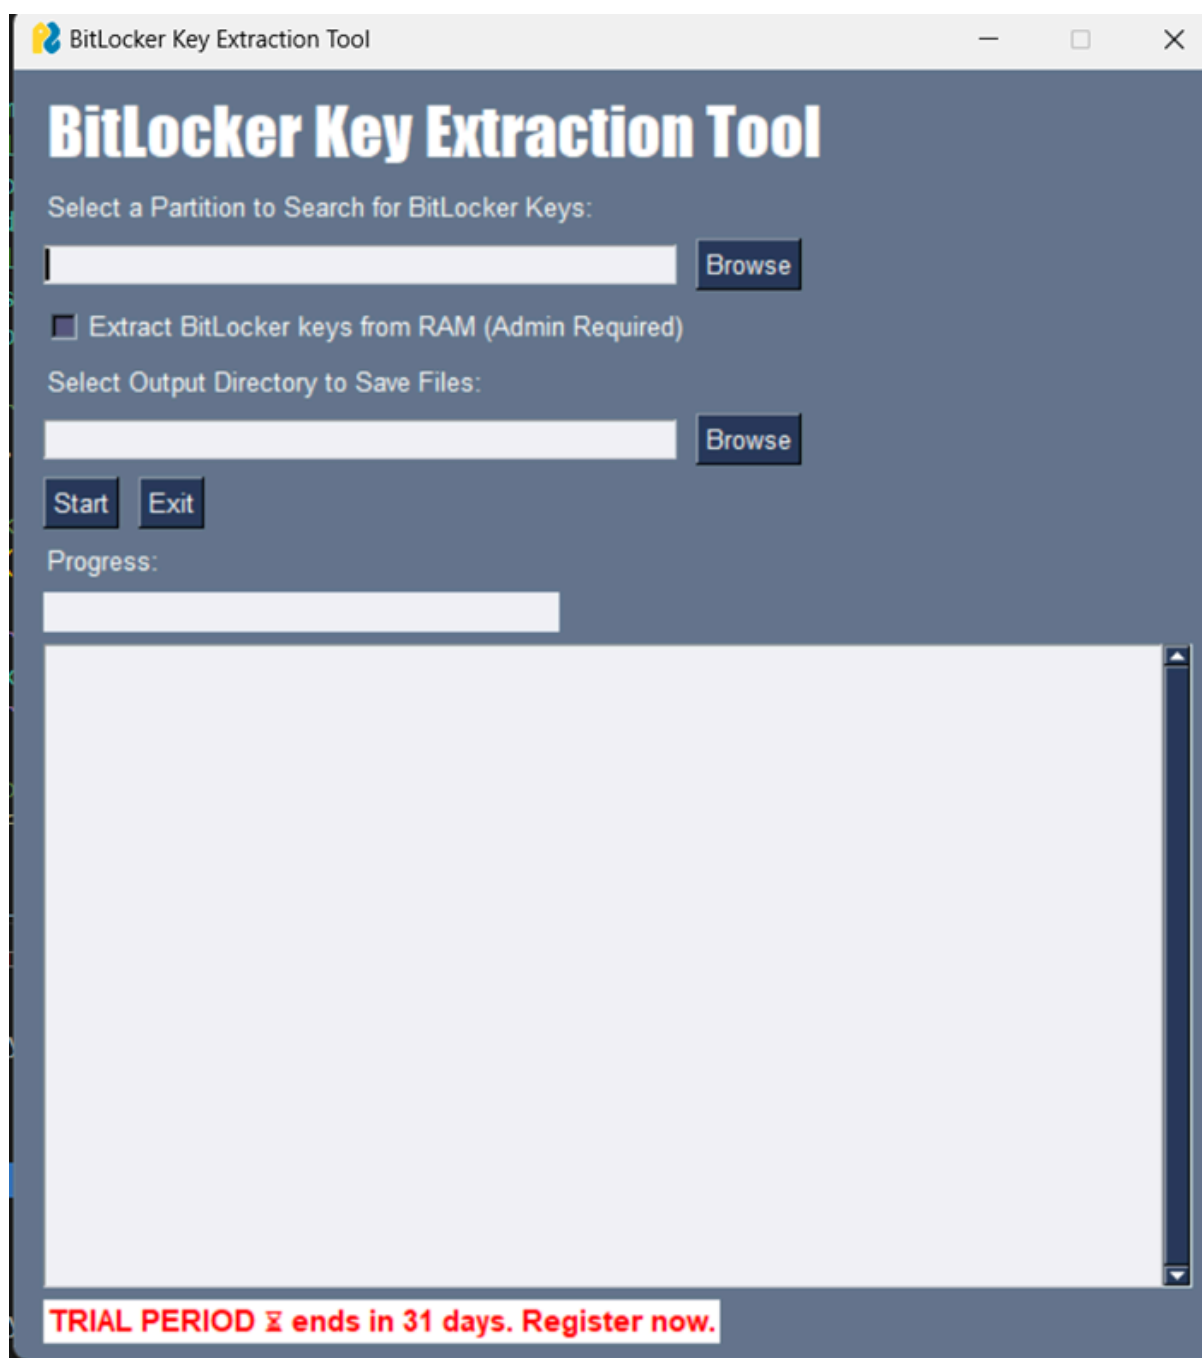 BitLocker Key Extraction Tool
BitLocker Key Extraction Tool
Select a Partition to Search for BitLocker Keys:
Browse
Extract BitLocker keys from RAM (Admin Required)
Select Output Directory to Save Files:
Browse
Start Exit
Progress:
TRIAL PERIOD ⏳ ends in 31 days. Register now.